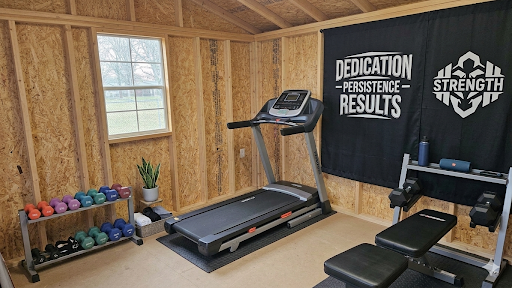 DEDICATION
PERSISTENCE
RESULTS
STRENGTH